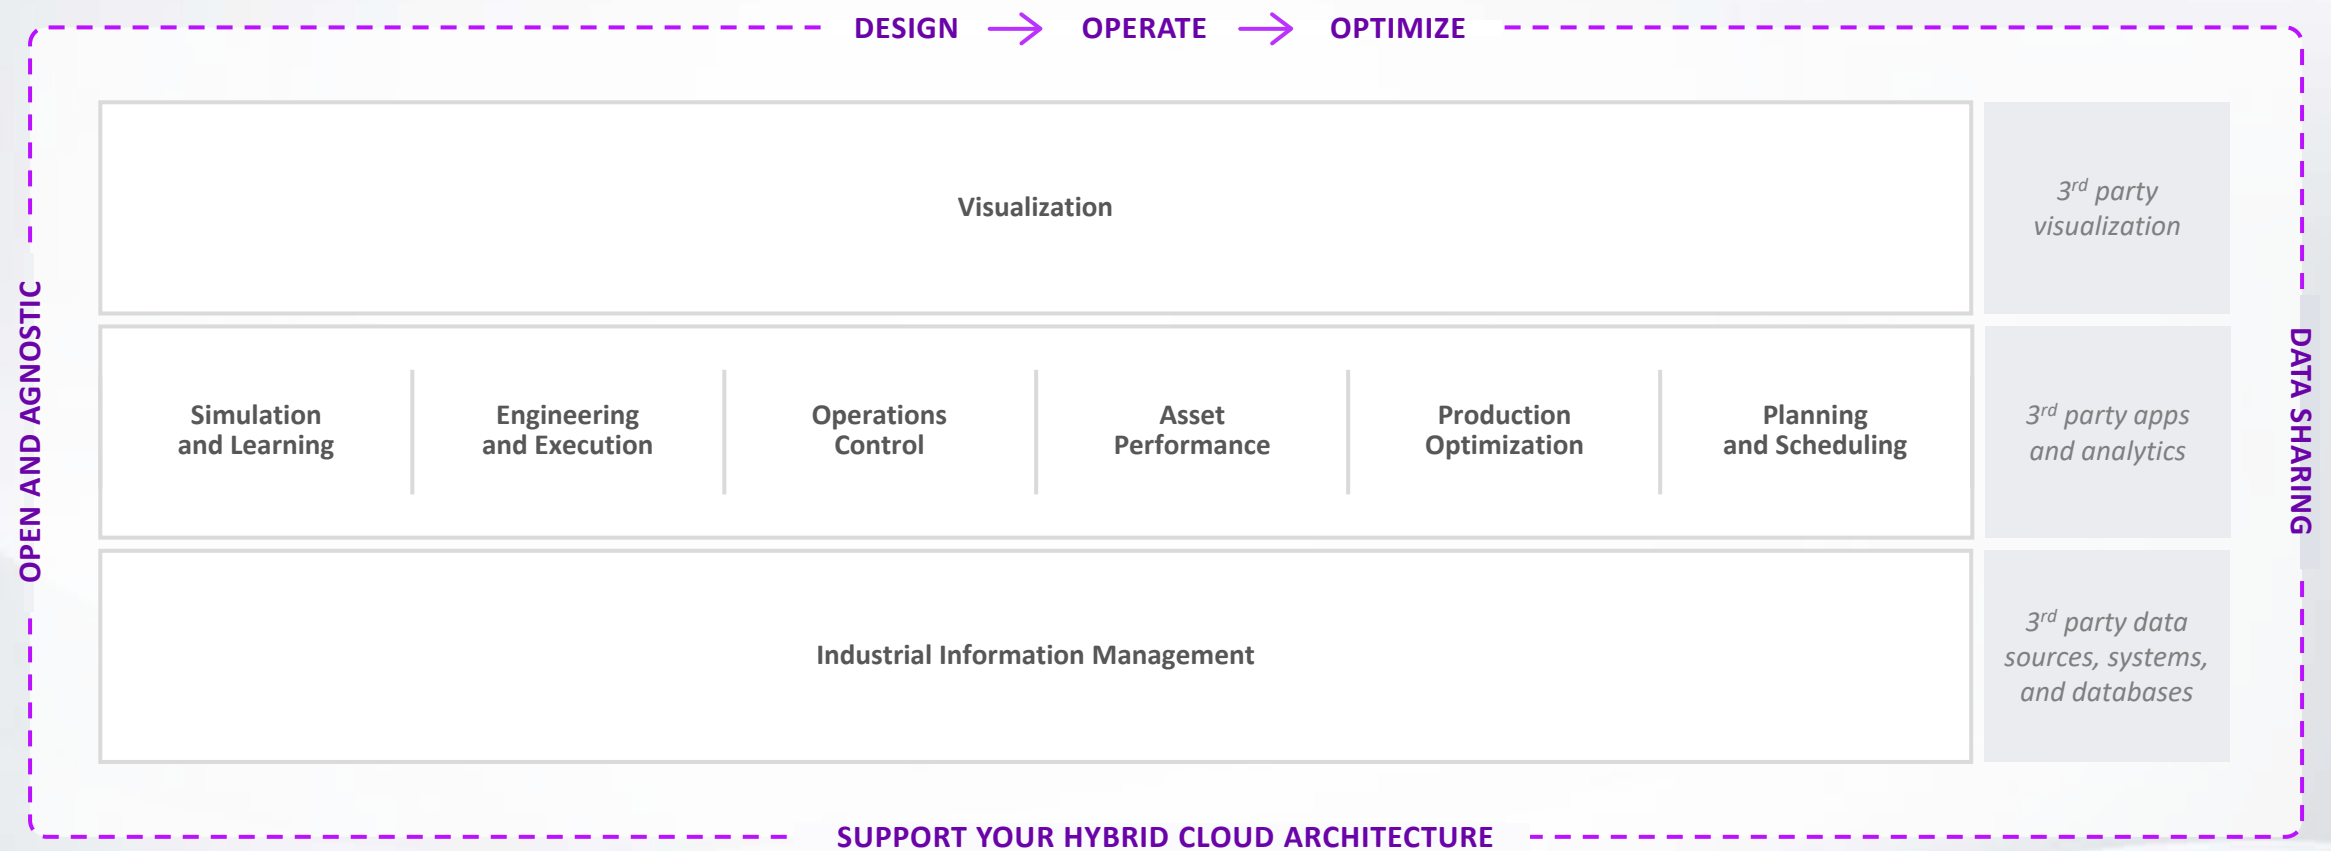 DESIGN → OPERATE → OPTIMIZE
OPEN AND AGNOSTIC
Visualization
3rd party
visualization
Simulation
and Learning
Engineering
and Execution
Operations
Control
Asset
Performance
Production
Optimization
Planning
and Scheduling
3rd party apps
and analytics
Industrial Information Management
3rd party data
sources, systems,
and databases
DATA SHARING
SUPPORT YOUR HYBRID CLOUD ARCHITECTURE